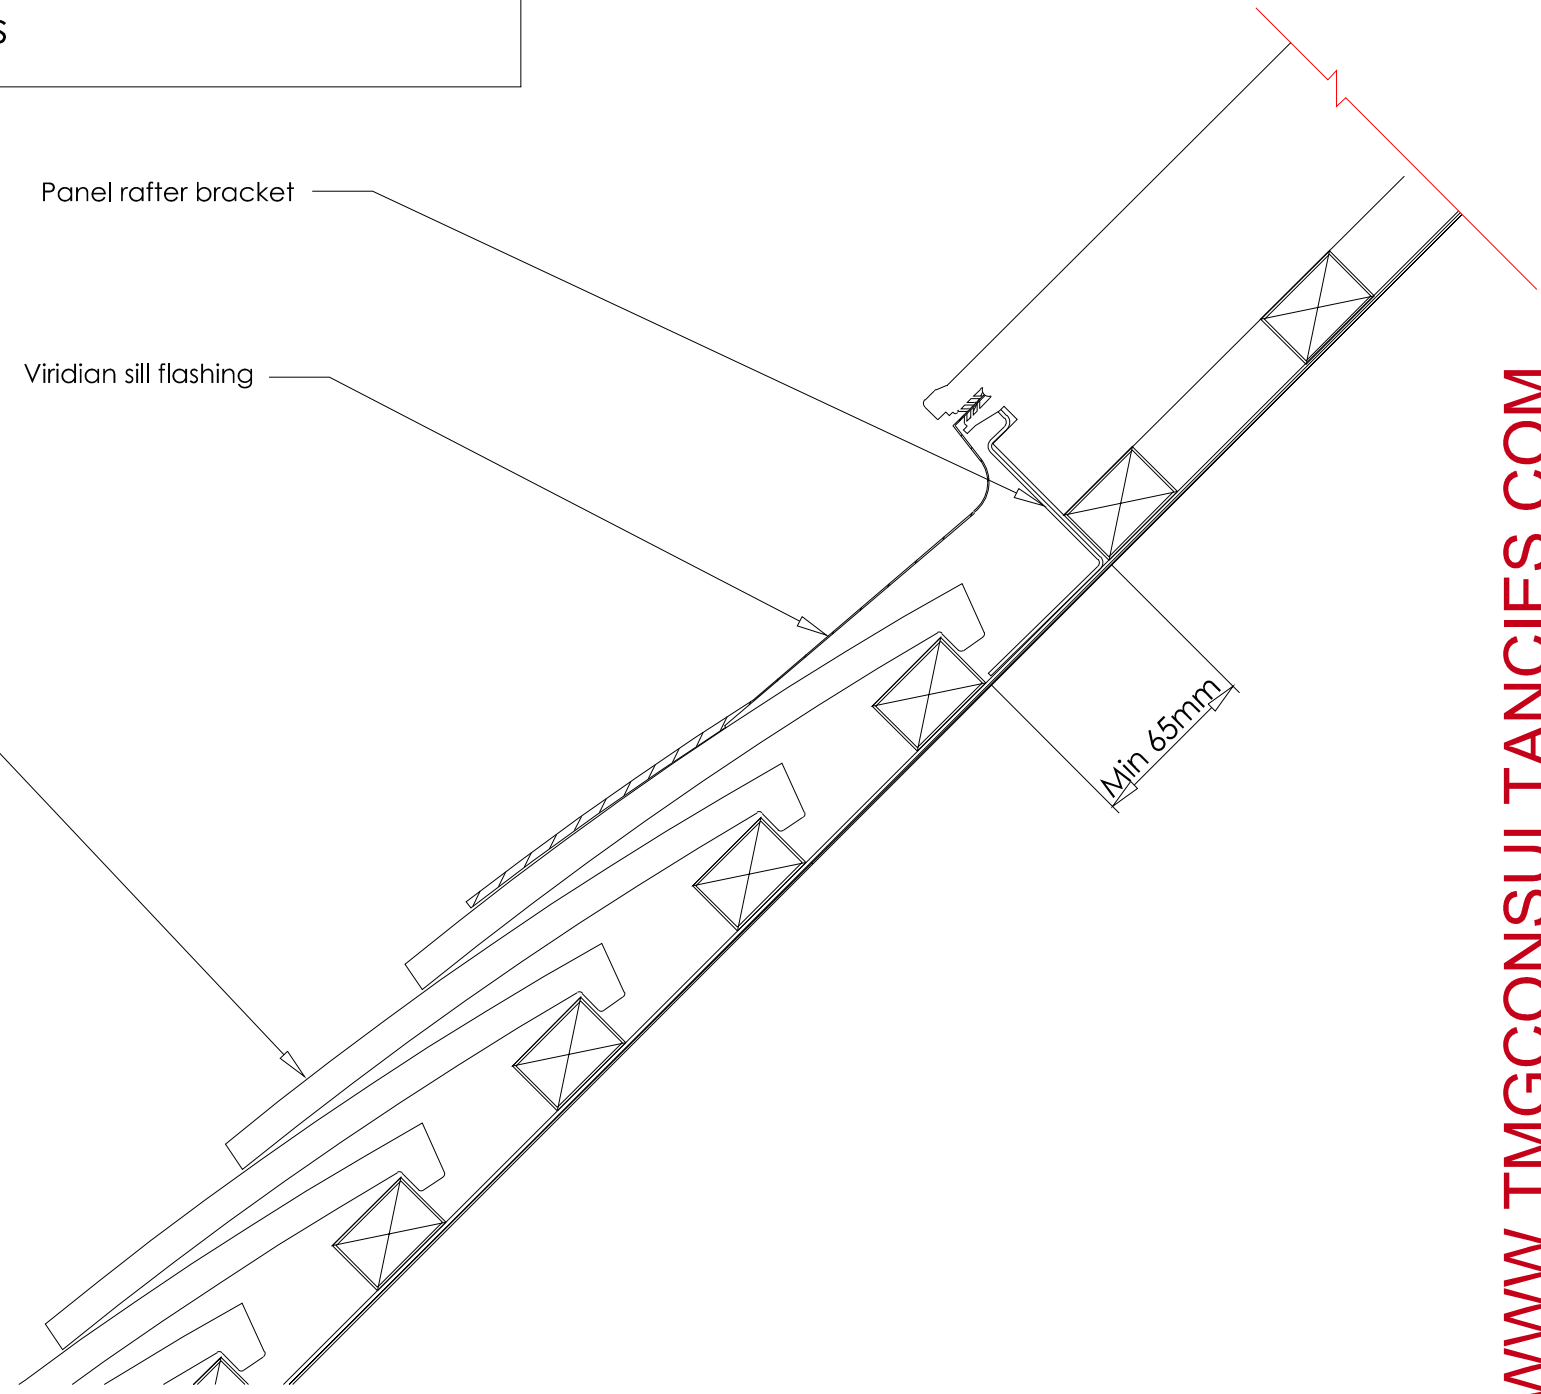 S
Panel rafter bracket
Viridian sill flashing
Min 65mm
WWW TMGCONSULTANCIES COM